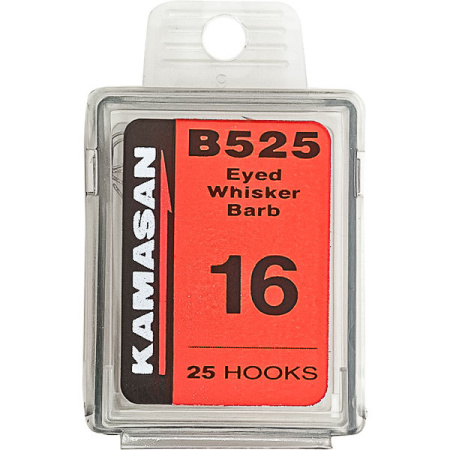 KAMASAN
B525
Eyed
Whisker
Barb
16
25 HOOKS